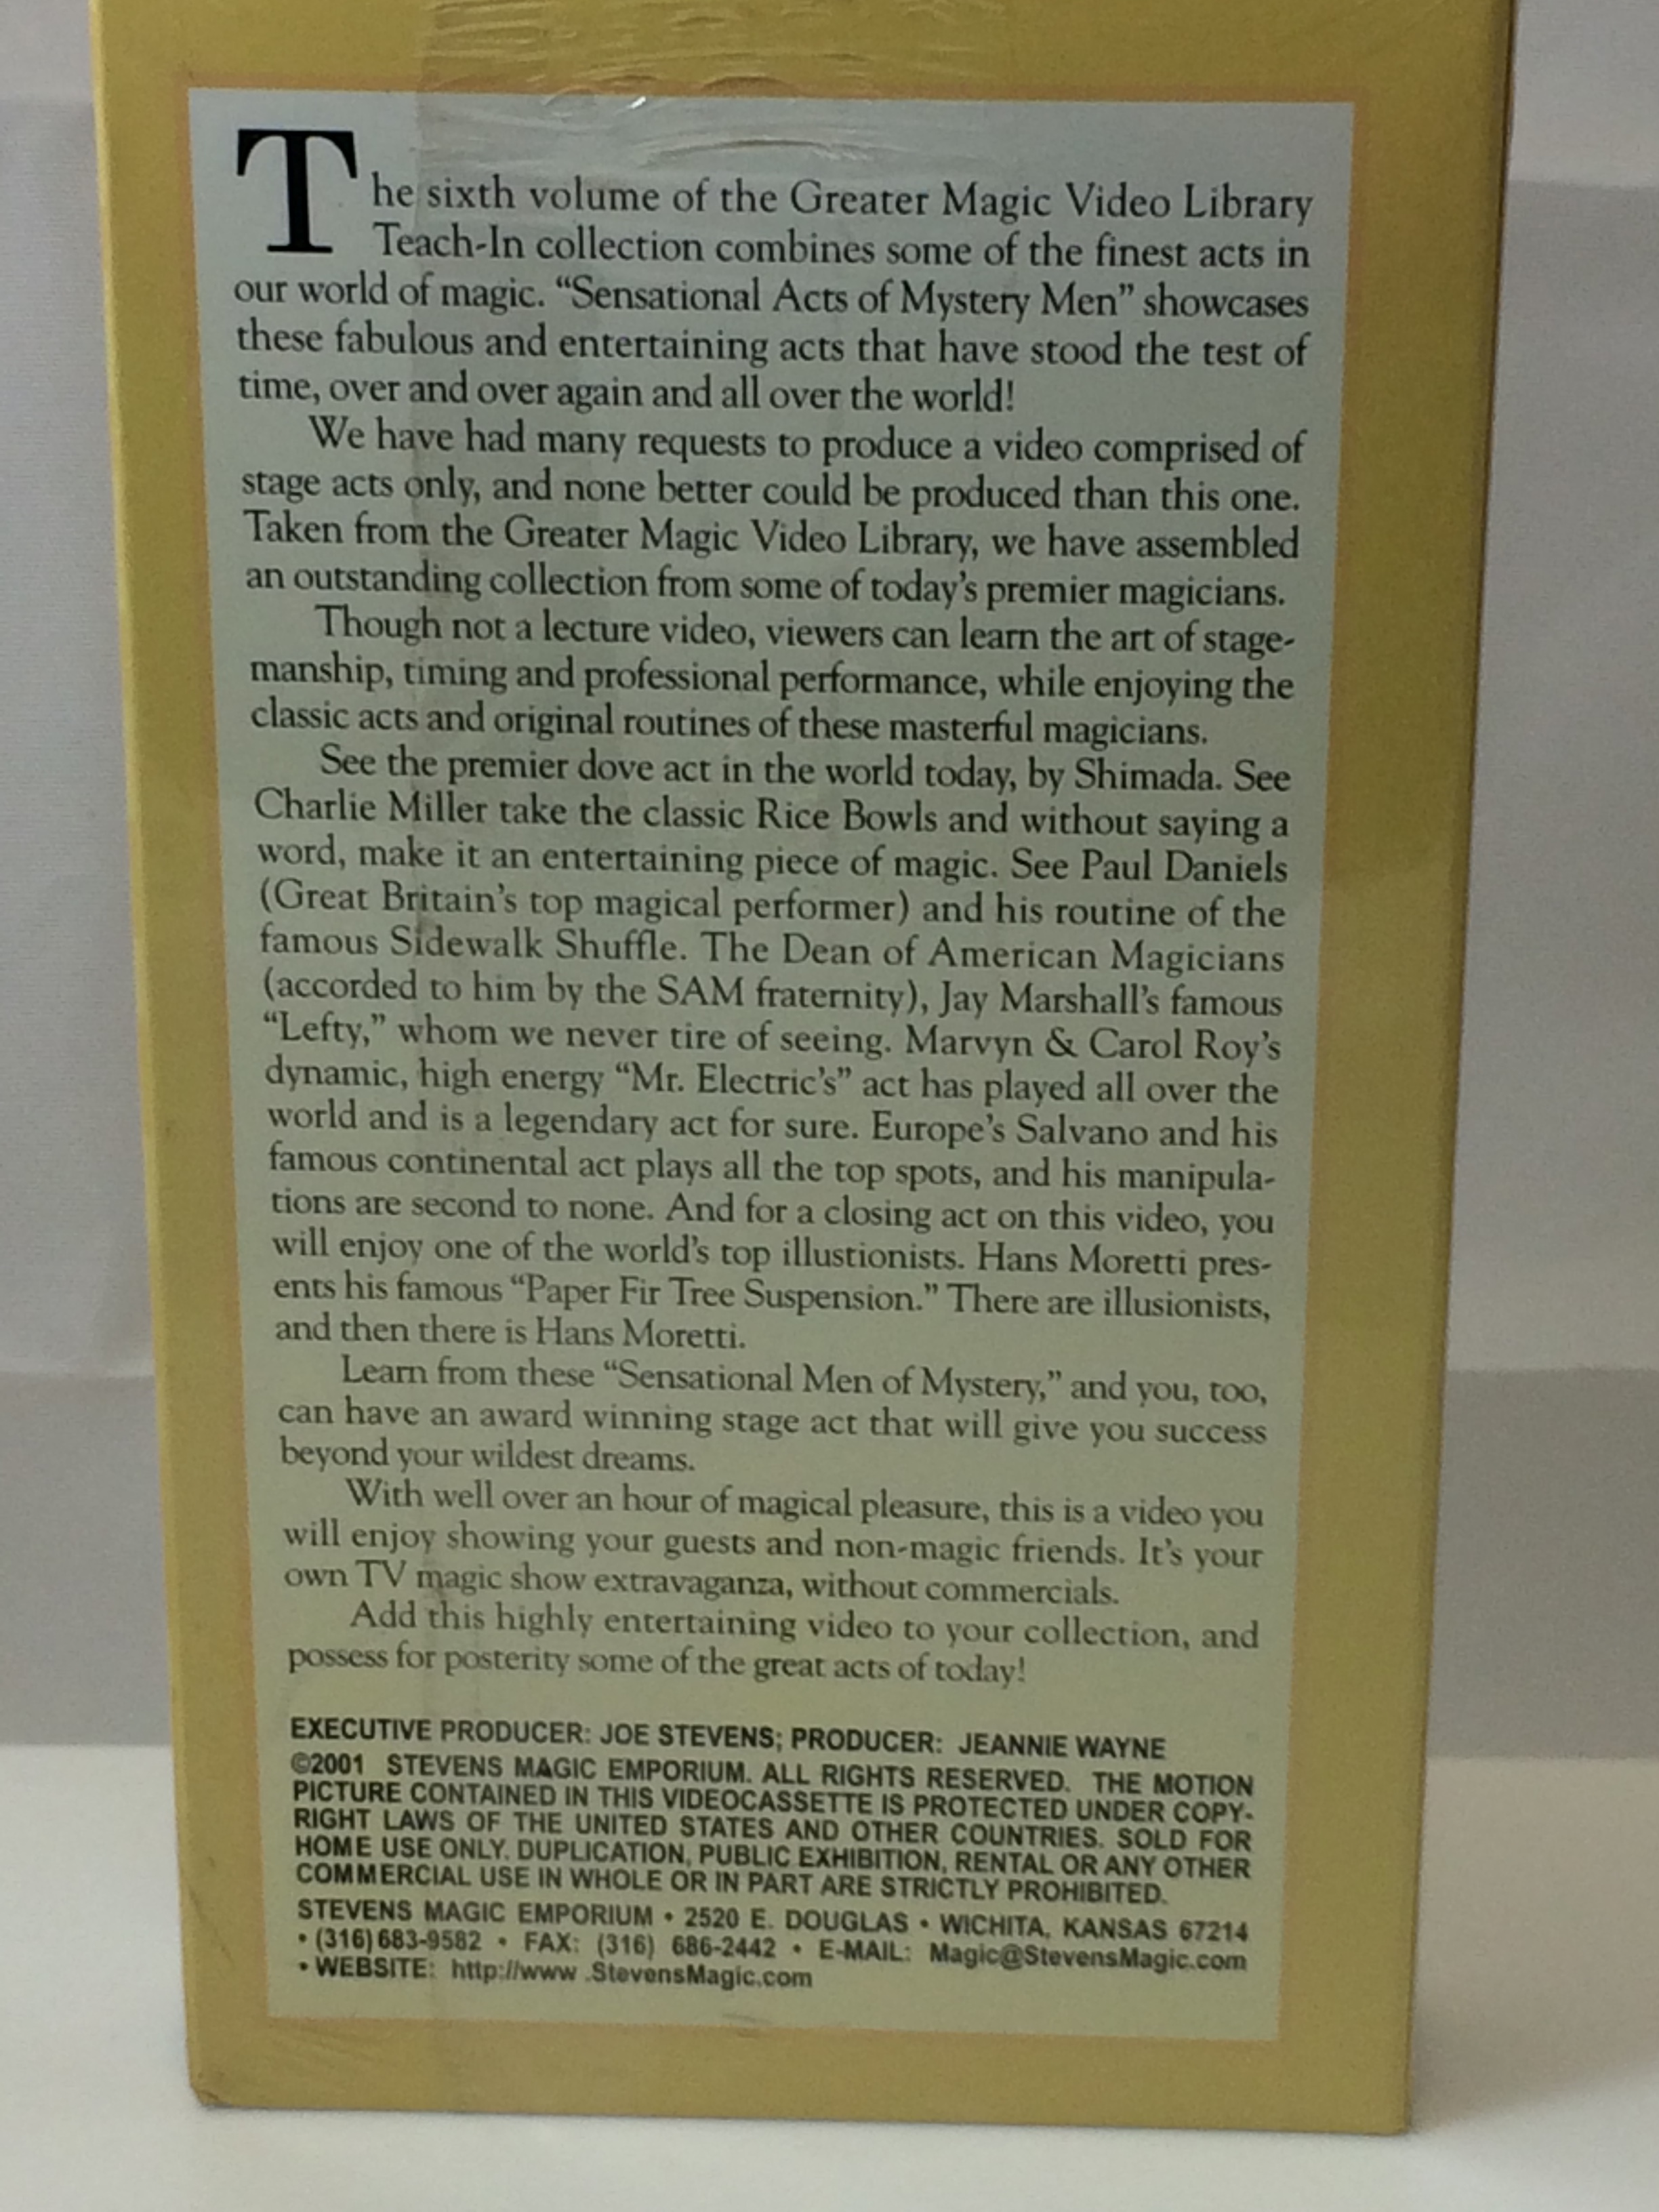 The sixth volume of the Greater Magic Video Library
Teach-In collection combines some of the finest acts in
our world of magic. “Sensational Acts of Mystery Men” showcases
these fabulous and entertaining acts that have stood the test of
time, over and over again and all over the world!
We have had many requests to produce a video comprised of
stage acts only, and none better could be produced than this one.
Taken from the Greater Magic Video Library, we have assembled
an outstanding collection from some of today’s premier magicians.
Though not a lecture video, viewers can learn the art of stage-
manship, timing and professional performance, while enjoying the
classic acts and original routines of these masterful magicians.
See the premier dove act in the world today, by Shimada. See
Charlie Miller take the classic Rice Bowls and without saying a
word, make it an entertaining piece of magic. See Paul Daniels
(Great Britain’s top magical performer) and his routine of the
famous Sidewalk Shuffle. The Dean of American Magicians
(accorded to him by the SAM fraternity), Jay Marshall’s famous
“Lefty,” whom we never tire of seeing. Marvyn & Carol Roy’s
dynamic, high energy “Mr. Electric’s” act has played all over the
world and is a legendary act for sure. Europe’s Salvano and his
famous continental act plays all the top spots, and his manipula-
tions are second to none. And for a closing act on this video, you
will enjoy one of the world’s top illustionists. Hans Moretti pres-
ents his famous “Paper Fir Tree Suspension.” There are illusionists,
and then there is Hans Moretti.
Learn from these “Sensational Men of Mystery,” and you, too,
can have an award winning stage act that will give you success
beyond your wildest dreams.
With well over an hour of magical pleasure, this is a video you
will enjoy showing your guests and non-magic friends. It’s your
own TV magic show extravaganza, without commercials.
Add this highly entertaining video to your collection, and
possess for posterity some of the great acts of today!
EXECUTIVE PRODUCER: JOE STEVENS; PRODUCER: JEANNIE WAYNE
©2001 STEVENS MAGIC EMPORIUM. ALL RIGHTS RESERVED. THE MOTION
PICTURE CONTAINED IN THIS VIDEOCASSETTE IS PROTECTED UNDER COPY-
RIGHT LAWS OF THE UNITED STATES AND OTHER COUNTRIES. SOLD FOR
HOME USE ONLY. DUPLICATION, PUBLIC EXHIBITION, RENTAL OR ANY OTHER
COMMERCIAL USE IN WHOLE OR IN PART ARE STRICTLY PROHIBITED.
STEVENS MAGIC EMPORIUM • 2520 E. DOUGLAS • WICHITA, KANSAS 67214
• (316) 683-9582 • FAX: (316) 686-2442 • E-MAIL: Magic@StevensMagic.com
• WEBSITE: http://www .StevensMagic.com